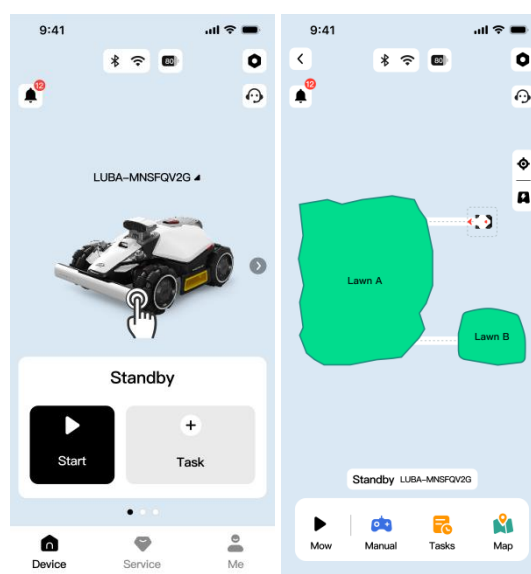 9:41
80
12
LUBA-MNSFQV2G
Standby
Start
Task
Device
Service
Me
9:41
80
12
Lawn A
Lawn B
Standby LUBA-MNSFQV2G
Mow
Manual
Tasks
Map